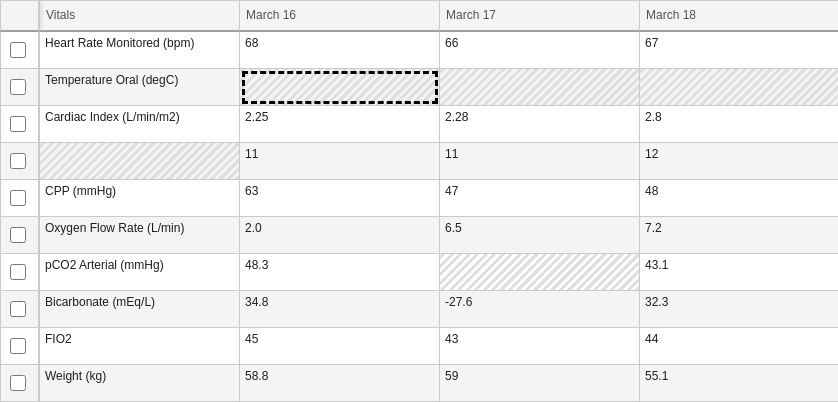 Vitals March 16 March 17 March 18
Heart Rate Monitored (bpm) 68 66 67
Temperature Oral (degC)
Cardiac Index (L/min/m2) 2.25 2.28 2.8
11 11 12
CPP (mmHg) 63 47 48
Oxygen Flow Rate (L/min) 2.0 6.5 7.2
pCO2 Arterial (mmHg) 48.3 43.1
Bicarbonate (mEq/L) 34.8 -27.6 32.3
FIO2 45 43 44
Weight (kg) 58.8 59 55.1